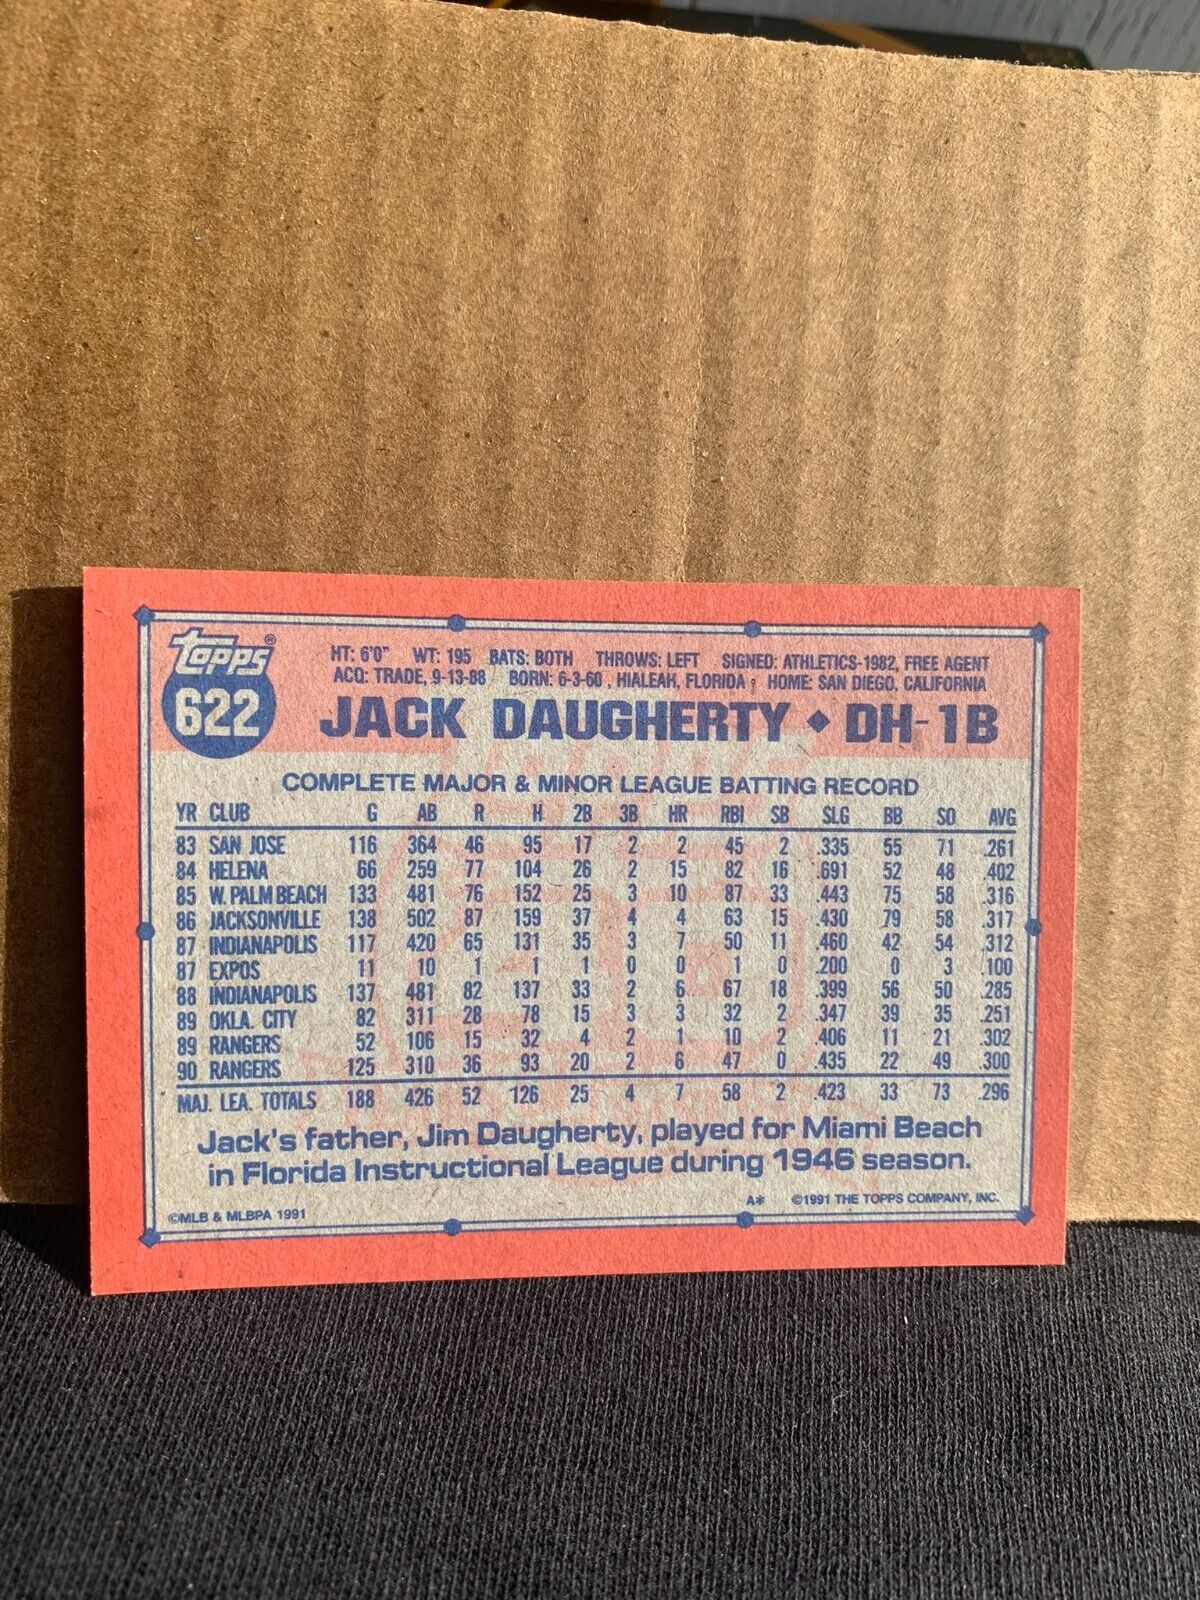 topps®
622
HT: 6'0" WT: 195 BATS: BOTH THROWS: LEFT SIGNED: ATHLETICS-1982, FREE AGENT
ACQ: TRADE, 9-13-88 BORN: 6-3-60 , HIALEAH, FLORIDA HOME: SAN DIEGO, CALIFORNIA
JACK DAUGHERTY ◆ DH-1B
COMPLETE MAJOR & MINOR LEAGUE BATTING RECORD
YR CLUB G AB R H 2B 3B HR RBI SB SLG BB SO AVG
83 SAN JOSE 116 364 46 95 17 2 2 45 2 .335 55 71 .261
84 HELENA 66 259 77 104 26 2 15 82 16 .691 52 48 .402
85 W. PALM BEACH 133 481 76 152 25 3 10 87 33 .443 75 58 .316
86 JACKSONVILLE 138 502 87 159 37 4 4 63 15 .430 79 58 .317
87 INDIANAPOLIS 117 420 65 131 35 3 7 50 11 .460 42 54 .312
87 EXPOS 11 10 1 1 1 0 0 1 0 .200 0 3 .100
88 INDIANAPOLIS 137 481 82 137 33 2 6 67 18 .399 56 50 .285
89 OKLA. CITY 82 311 28 78 15 3 3 32 2 .347 39 35 .251
89 RANGERS 52 106 15 32 4 2 1 10 2 .406 11 21 .302
90 RANGERS 125 310 36 93 20 2 6 47 0 .435 22 49 .300
MAJ. LEA. TOTALS 188 426 52 126 25 4 7 58 2 .423 33 73 .296
Jack's father, Jim Daugherty, played for Miami Beach
in Florida Instructional League during 1946 season.
©MLB & MLBPA 1991 A* ©1991 THE TOPPS COMPANY, INC.